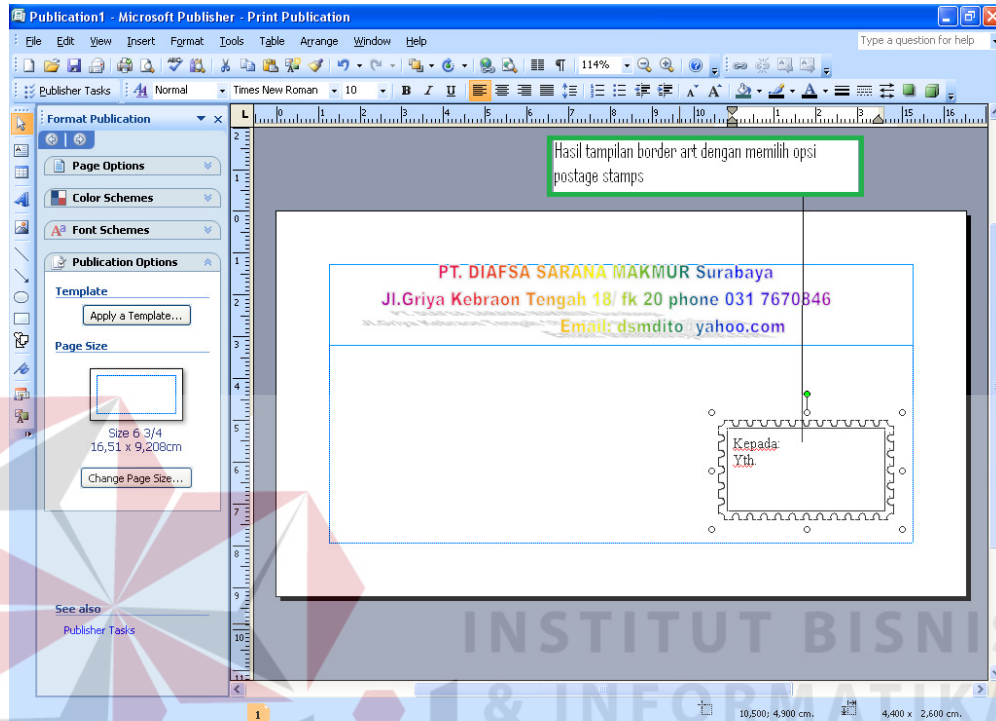 Publication1 - Microsoft Publisher - Print Publication
File Edit View Insert Format Tools Table Arrange Window Help
Type a question for help
114%
Publisher Tasks Normal Times New Roman 10 B I U
Format Publication
Page Options
Color Schemes
Font Schemes
Publication Options
Template
Apply a Template...
Page Size
Size 6 3/4
16,51 x 9,208cm
Change Page Size...
See also
Publisher Tasks
Hasil tampilan border art dengan memilih opsi
postage stamps
PT. DIAFSA SARANA MAKMUR Surabaya
Jl.Griya Kebraon Tengah 18/ fk 20 phone 031 7670846
Email: dsmdito yahoo.com
Kepada:
Yth.
INSTITUT BISNIS
& INFORMATIKA
1
10,500; 4,900 cm.
4,400 x 2,600 cm.